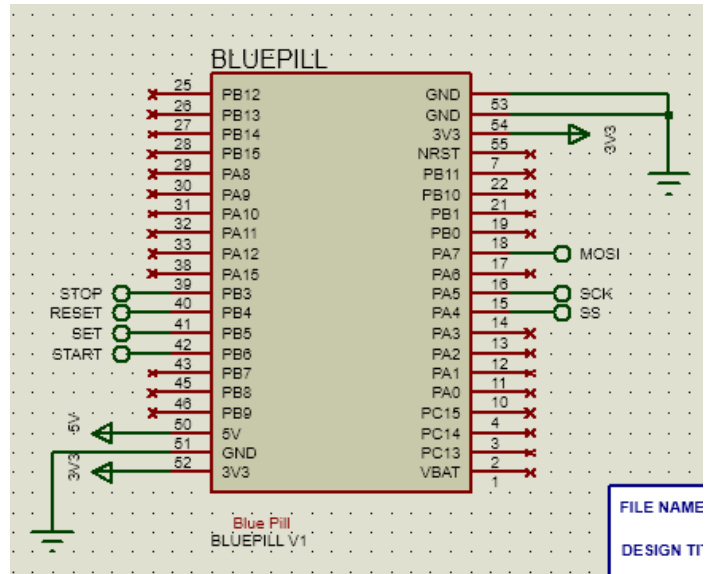 BLUEPILL
25 PB12 GND 53
26 PB13 GND 54
27 PB14 3V3 55 3V3
28 PB15 NRST 7
29 PA8 PB11 22
30 PA9 PB10 21
31 PA10 PB1 19
32 PA11 PB0 18
33 PA12 PA7 17 MOSI
38 PA15 PA6 16
STOP 39 PB3 PA5 15 SCK
RESET 40 PB4 PA4 14 SS
SET 41 PB5 PA3 13
START 42 PB6 PA2 12
43 PB7 PA1 11
45 PB8 PA0 10
46 PB9 PC15 4
-5V 50 5V PC14 3
51 GND PC13 2
3V3 52 3V3 VBAT 1
Blue Pill
BLUEPILL V1
FILE NAME
DESIGN TIT